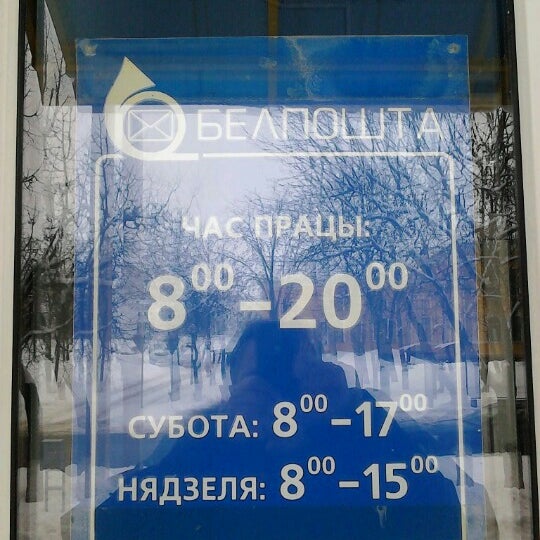 БЕЛПОШТА
ЧАС ПРАЦЫ:
8⁰⁰–20⁰⁰
СУБОТА: 8⁰⁰–17⁰⁰
НЯДЗЕЛЯ: 8⁰⁰–15⁰⁰